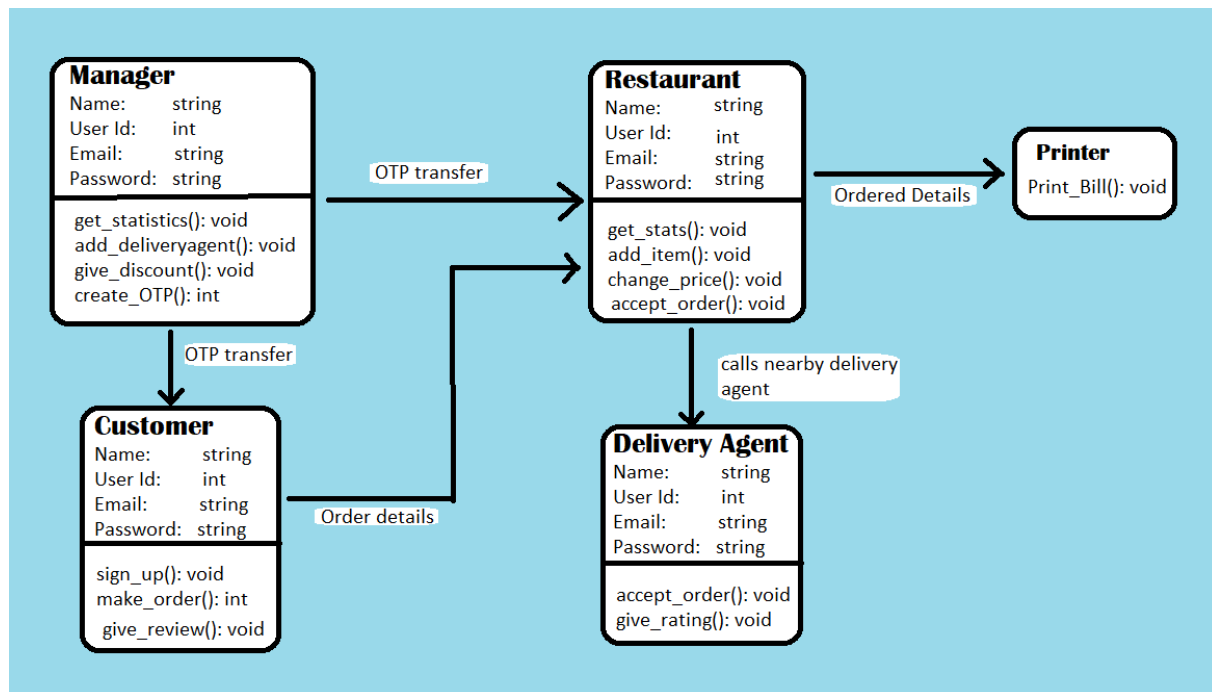 Manager
Name: string
User Id: int
Email: string
Password: string
get_statistics(): void
add_deliveryagent(): void
give_discount(): void
create_OTP(): int
OTP transfer
Restaurant
Name: string
User Id: int
Email: string
Password: string
get_stats(): void
add_item(): void
change_price(): void
accept_order(): void
Ordered Details
Printer
Print_Bill(): void
OTP transfer
calls nearby delivery
agent
Customer
Name: string
User Id: int
Email: string
Password: string
sign_up(): void
make_order(): int
give_review(): void
Order details
Delivery Agent
Name: string
User Id: int
Email: string
Password: string
accept_order(): void
give_rating(): void